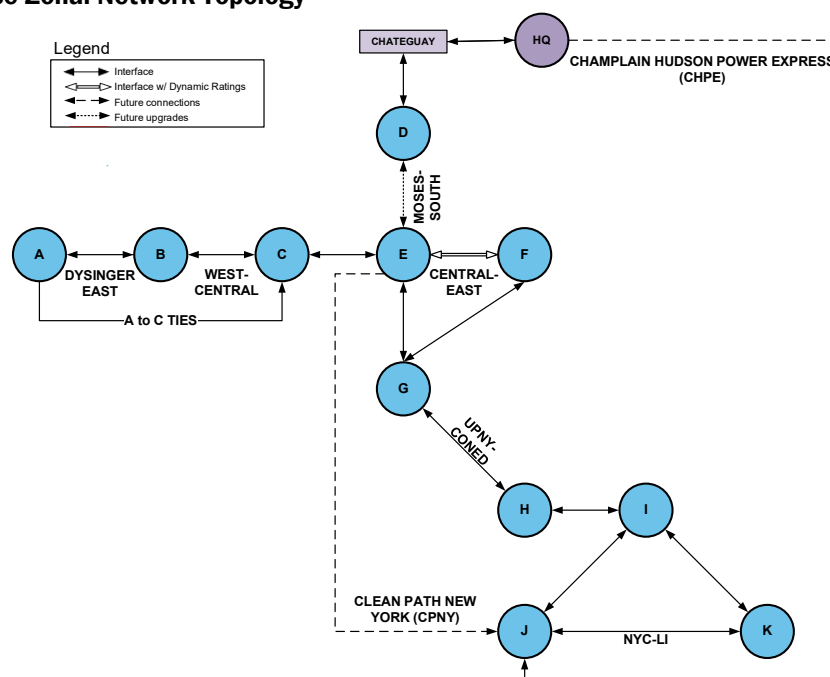 Zonal Network Topology
Legend
Interface
Interface w/ Dynamic Ratings
Future connections
Future upgrades
CHATEGUAY
HQ
CHAMPLAIN HUDSON POWER EXPRESS
(CHPE)
D
MOSES-
SOUTH
A
B
C
E
F
DYSINGER
EAST
WEST-
CENTRAL
CENTRAL-
EAST
A to C TIES
G
UPNY-
CONED
H
I
CLEAN PATH NEW
YORK (CPNY)
J
NYC-LI
K